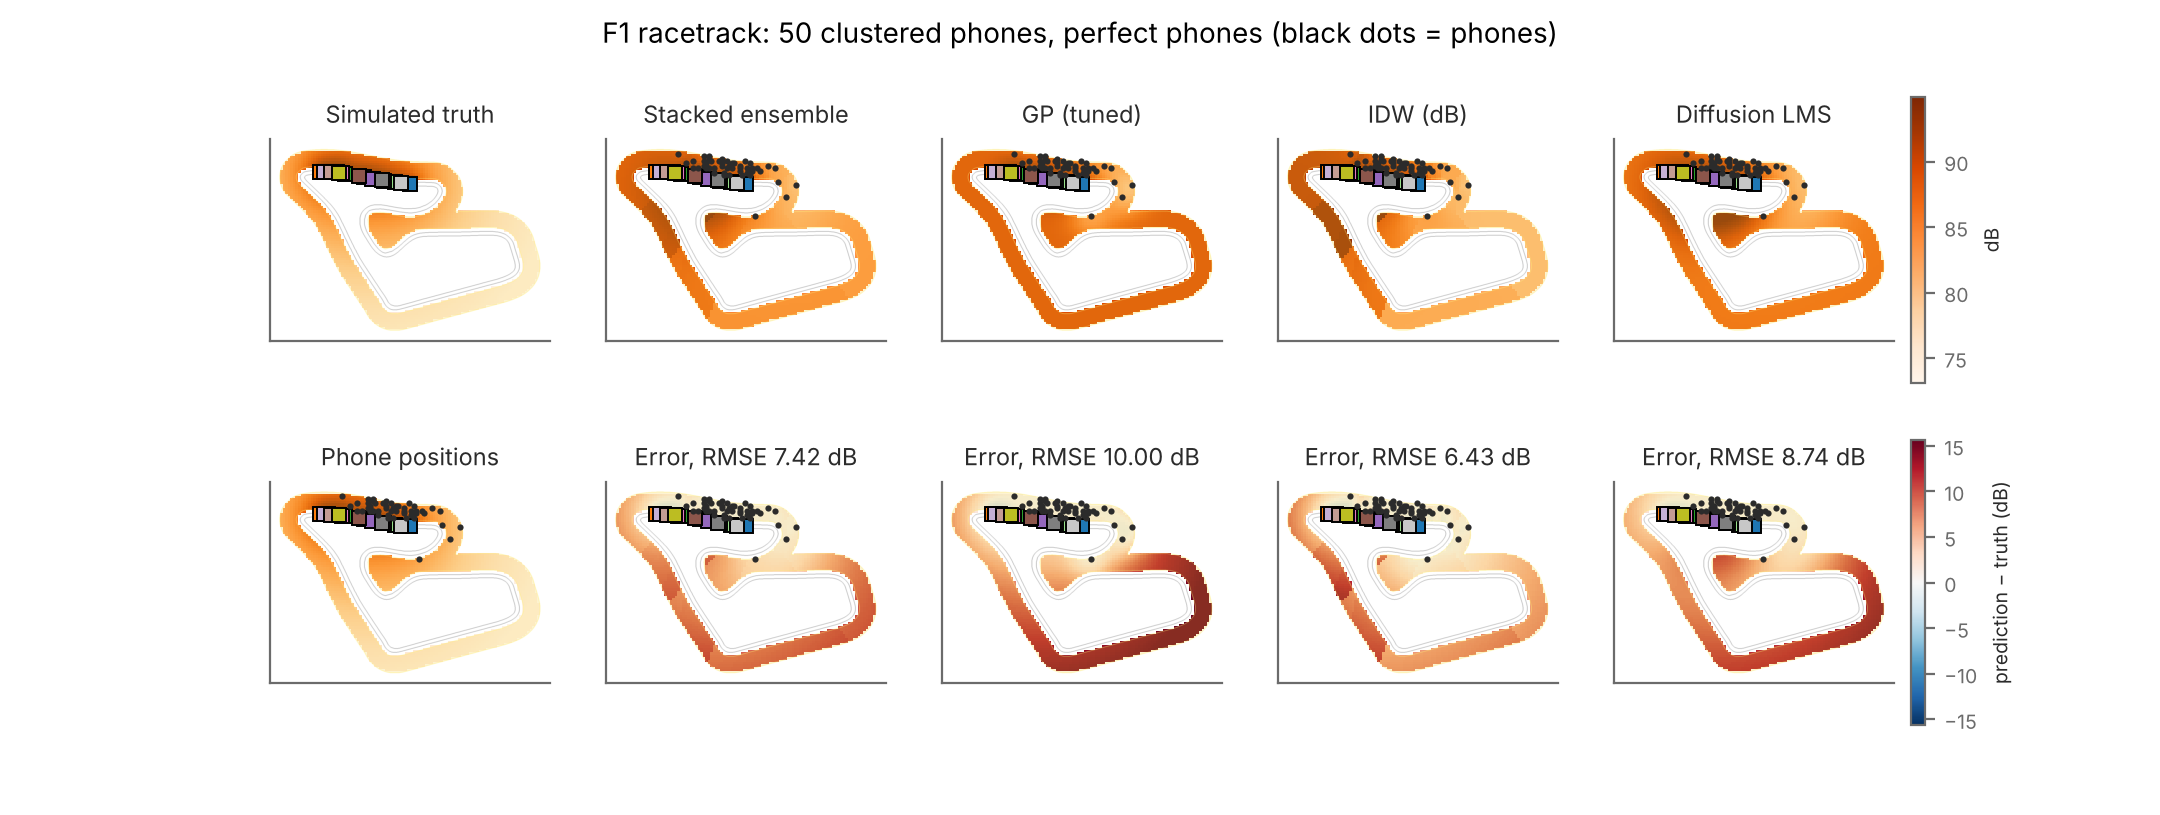 F1 racetrack: 50 clustered phones, perfect phones (black dots = phones)
Simulated truth
Stacked ensemble
GP (tuned)
IDW (dB)
Diffusion LMS
90
85
80
75
dB
Phone positions
Error, RMSE 7.42 dB
Error, RMSE 10.00 dB
Error, RMSE 6.43 dB
Error, RMSE 8.74 dB
15
10
5
0
−5
−10
−15
prediction − truth (dB)